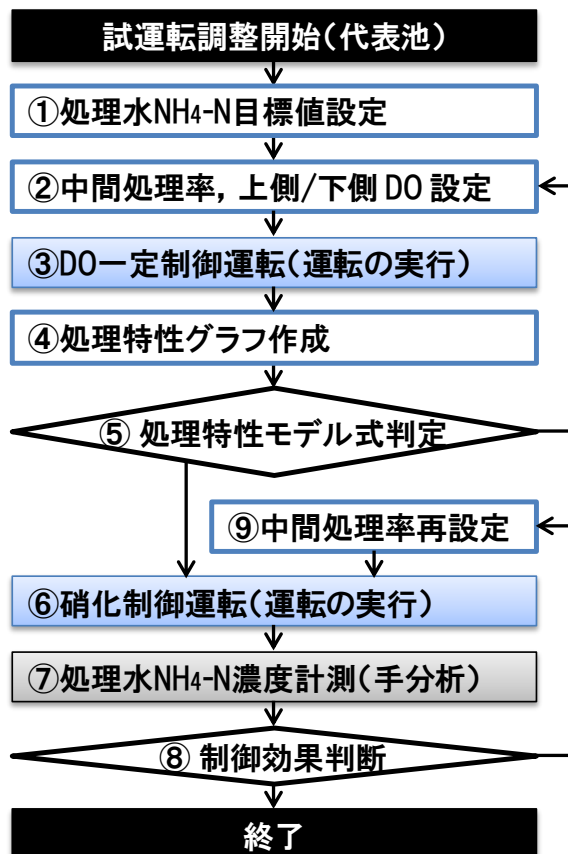 試運転調整開始(代表池)
①処理水NH4-N目標値設定
②中間処理率, 上側/下側 DO 設定
③DO一定制御運転(運転の実行)
④処理特性グラフ作成
⑤ 処理特性モデル式判定
⑨中間処理率再設定
⑥硝化制御運転(運転の実行)
⑦処理水NH4-N濃度計測(手分析)
⑧ 制御効果判断
終了